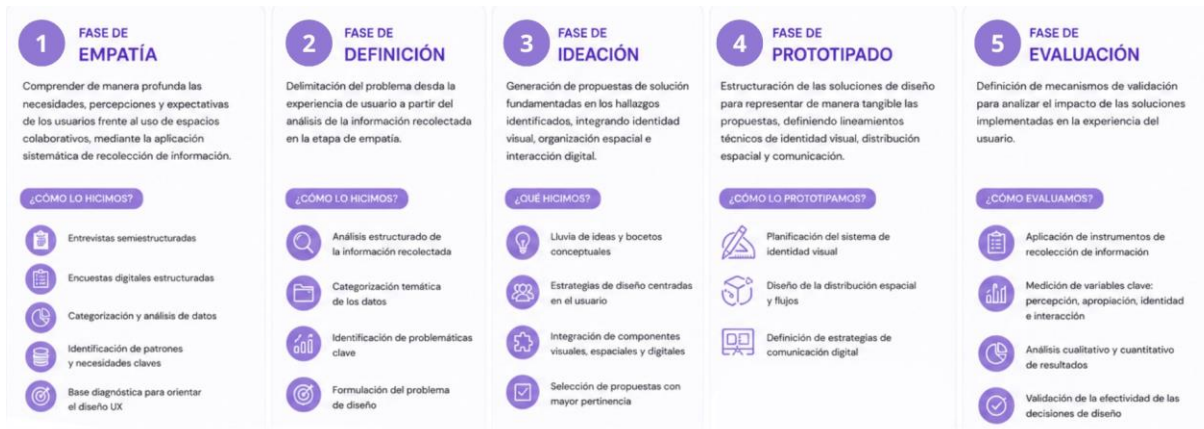 1
FASE DE
EMPATÍA
Comprender de manera profunda las
necesidades, percepciones y expectativas
de los usuarios frente al uso de espacios
colaborativos, mediante la aplicación
sistemática de recolección de información.
¿CÓMO LO HICIMOS?
Entrevistas semiestructuradas
Encuestas digitales estructuradas
Categorización y análisis de datos
Identificación de patrones
y necesidades claves
Base diagnóstica para orientar
el diseño UX
2
FASE DE
DEFINICIÓN
Delimitación del problema desde la
experiencia de usuario a partir del
análisis de la información recolectada
en la etapa de empatía.
¿CÓMO LO HICIMOS?
Análisis estructurado de
la información recolectada
Categorización temática
de los datos
Identificación de problemáticas
clave
Formulación del problema
de diseño
3
FASE DE
IDEACIÓN
Generación de propuestas de solución
fundamentadas en los hallazgos
identificados, integrando identidad
visual, organización espacial e
interacción digital.
¿QUÉ HICIMOS?
Lluvia de ideas y bocetos
conceptuales
Estrategias de diseño centradas
en el usuario
Integración de componentes
visuales, espaciales y digitales
Selección de propuestas con
mayor pertinencia
4
FASE DE
PROTOTIPADO
Estructuración de las soluciones de diseño
para representar de manera tangible las
propuestas, definiendo lineamientos
técnicos de identidad visual, distribución
espacial y comunicación.
¿CÓMO LO PROTOTIPAMOS?
Planificación del sistema de
identidad visual
Diseño de la distribución espacial
y flujos
Definición de estrategias de
comunicación digital
5
FASE DE
EVALUACIÓN
Definición de mecanismos de validación
para analizar el impacto de las soluciones
implementadas en la experiencia del
usuario.
¿CÓMO EVALUAMOS?
Aplicación de instrumentos de
recolección de información
Medición de variables clave:
percepción, apropiación, identidad
e interacción
Análisis cualitativo y cuantitativo
de resultados
Validación de la efectividad de las
decisiones de diseño